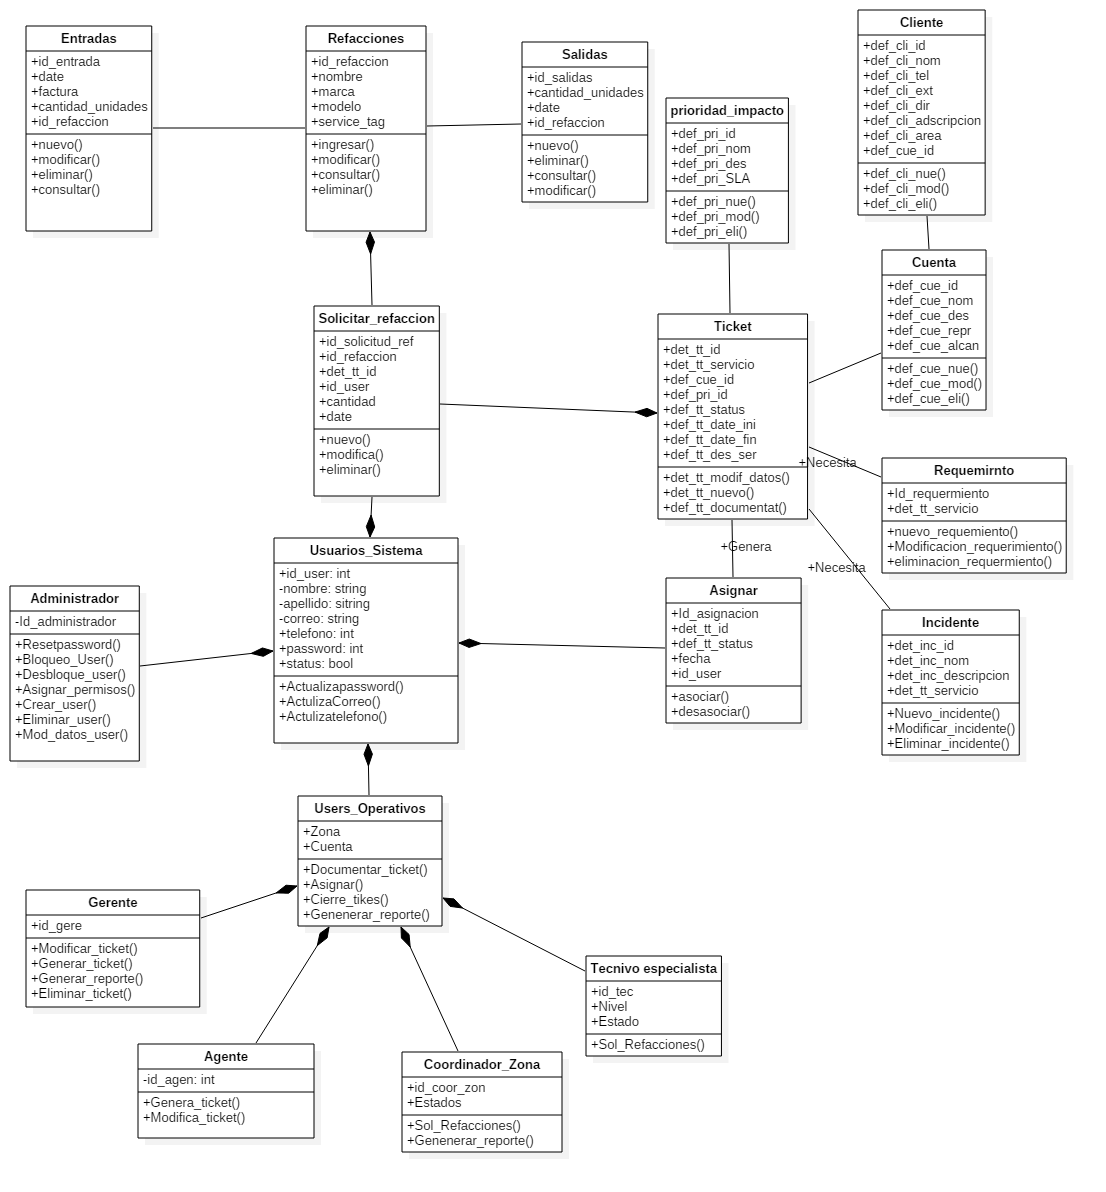 Entradas
+id_entrada
+date
+factura
+cantidad_unidades
+id_refaccion
+nuevo()
+modificar()
+eliminar()
+consultar()
Refacciones
+id_refaccion
+nombre
+marca
+modelo
+service_tag
+ingresar()
+modificar()
+consultar()
+eliminar()
Salidas
+id_salidas
+cantidad_unidades
+date
+id_refaccion
+nuevo()
+eliminar()
+consultar()
+modificar()
prioridad_impacto
+def_pri_id
+def_pri_nom
+def_pri_des
+def_pri_SLA
+def_pri_nue()
+def_pri_mod()
+def_pri_eli()
Cliente
+def_cli_id
+def_cli_nom
+def_cli_tel
+def_cli_ext
+def_cli_dir
+def_cli_adscripcion
+def_cli_area
+def_cue_id
+def_cli_nue()
+def_cli_mod()
+def_cli_eli()
Cuenta
+def_cue_id
+def_cue_nom
+def_cue_des
+def_cue_repr
+def_cue_alcan
+def_cue_nue()
+def_cue_mod()
+def_cue_eli()
Solicitar_refaccion
+id_solicitud_ref
+id_refaccion
+det_tt_id
+id_user
+cantidad
+date
+nuevo()
+modifica()
+eliminar()
Ticket
+det_tt_id
+det_tt_servicio
+def_cue_id
+def_pri_id
+def_tt_status
+def_tt_date_ini
+def_tt_date_fin
+def_tt_des_ser
+det_tt_modif_datos()
+det_tt_nuevo()
+def_tt_documentat()
+Necesita
+Genera
+Necesita
Requemirnto
+Id_requermiento
+det_tt_servicio
+nuevo_requemiento()
+Modificacion_requerimiento()
+eliminacion_requermiento()
Usuarios_Sistema
+id_user: int
-nombre: string
-apellido: sitring
-correo: string
+telefono: int
+password: int
+status: bool
+Actualizapassword()
+ActulizaCorreo()
+Actulizatelefono()
Administrador
-Id_administrador
+Resetpassword()
+Bloqueo_User()
+Desbloque_user()
+Asignar_permisos()
+Crear_user()
+Eliminar_user()
+Mod_datos_user()
Asignar
+Id_asignacion
+det_tt_id
+def_tt_status
+fecha
+id_user
+asociar()
+desasociar()
Incidente
+det_inc_id
+det_inc_nom
+det_inc_descripcion
+det_tt_servicio
+Nuevo_incidente()
+Modificar_incidente()
+Eliminar_incidente()
Users_Operativos
+Zona
+Cuenta
+Documentar_ticket()
+Asignar()
+Cierre_tikes()
+Genenerar_reporte()
Gerente
+id_gere
+Modificar_ticket()
+Generar_ticket()
+Generar_reporte()
+Eliminar_ticket()
Tecnivo especialista
+id_tec
+Nivel
+Estado
+Sol_Refacciones()
Agente
-id_agen: int
+Genera_ticket()
+Modifica_ticket()
Coordinador_Zona
+id_coor_zon
+Estados
+Sol_Refacciones()
+Genenerar_reporte()